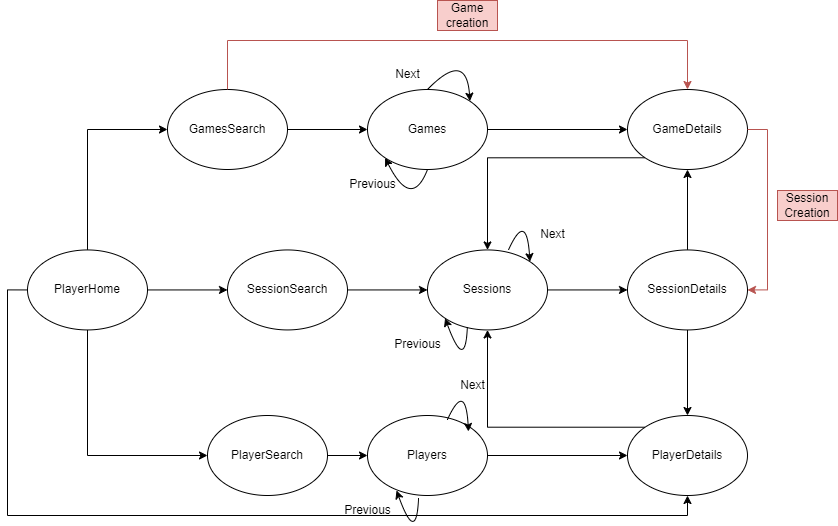 Game
creation
Next
GamesSearch
Games
GameDetails
Previous
Session
Creation
Next
PlayerHome
SessionSearch
Sessions
SessionDetails
Previous
Next
PlayerSearch
Players
PlayerDetails
Previous